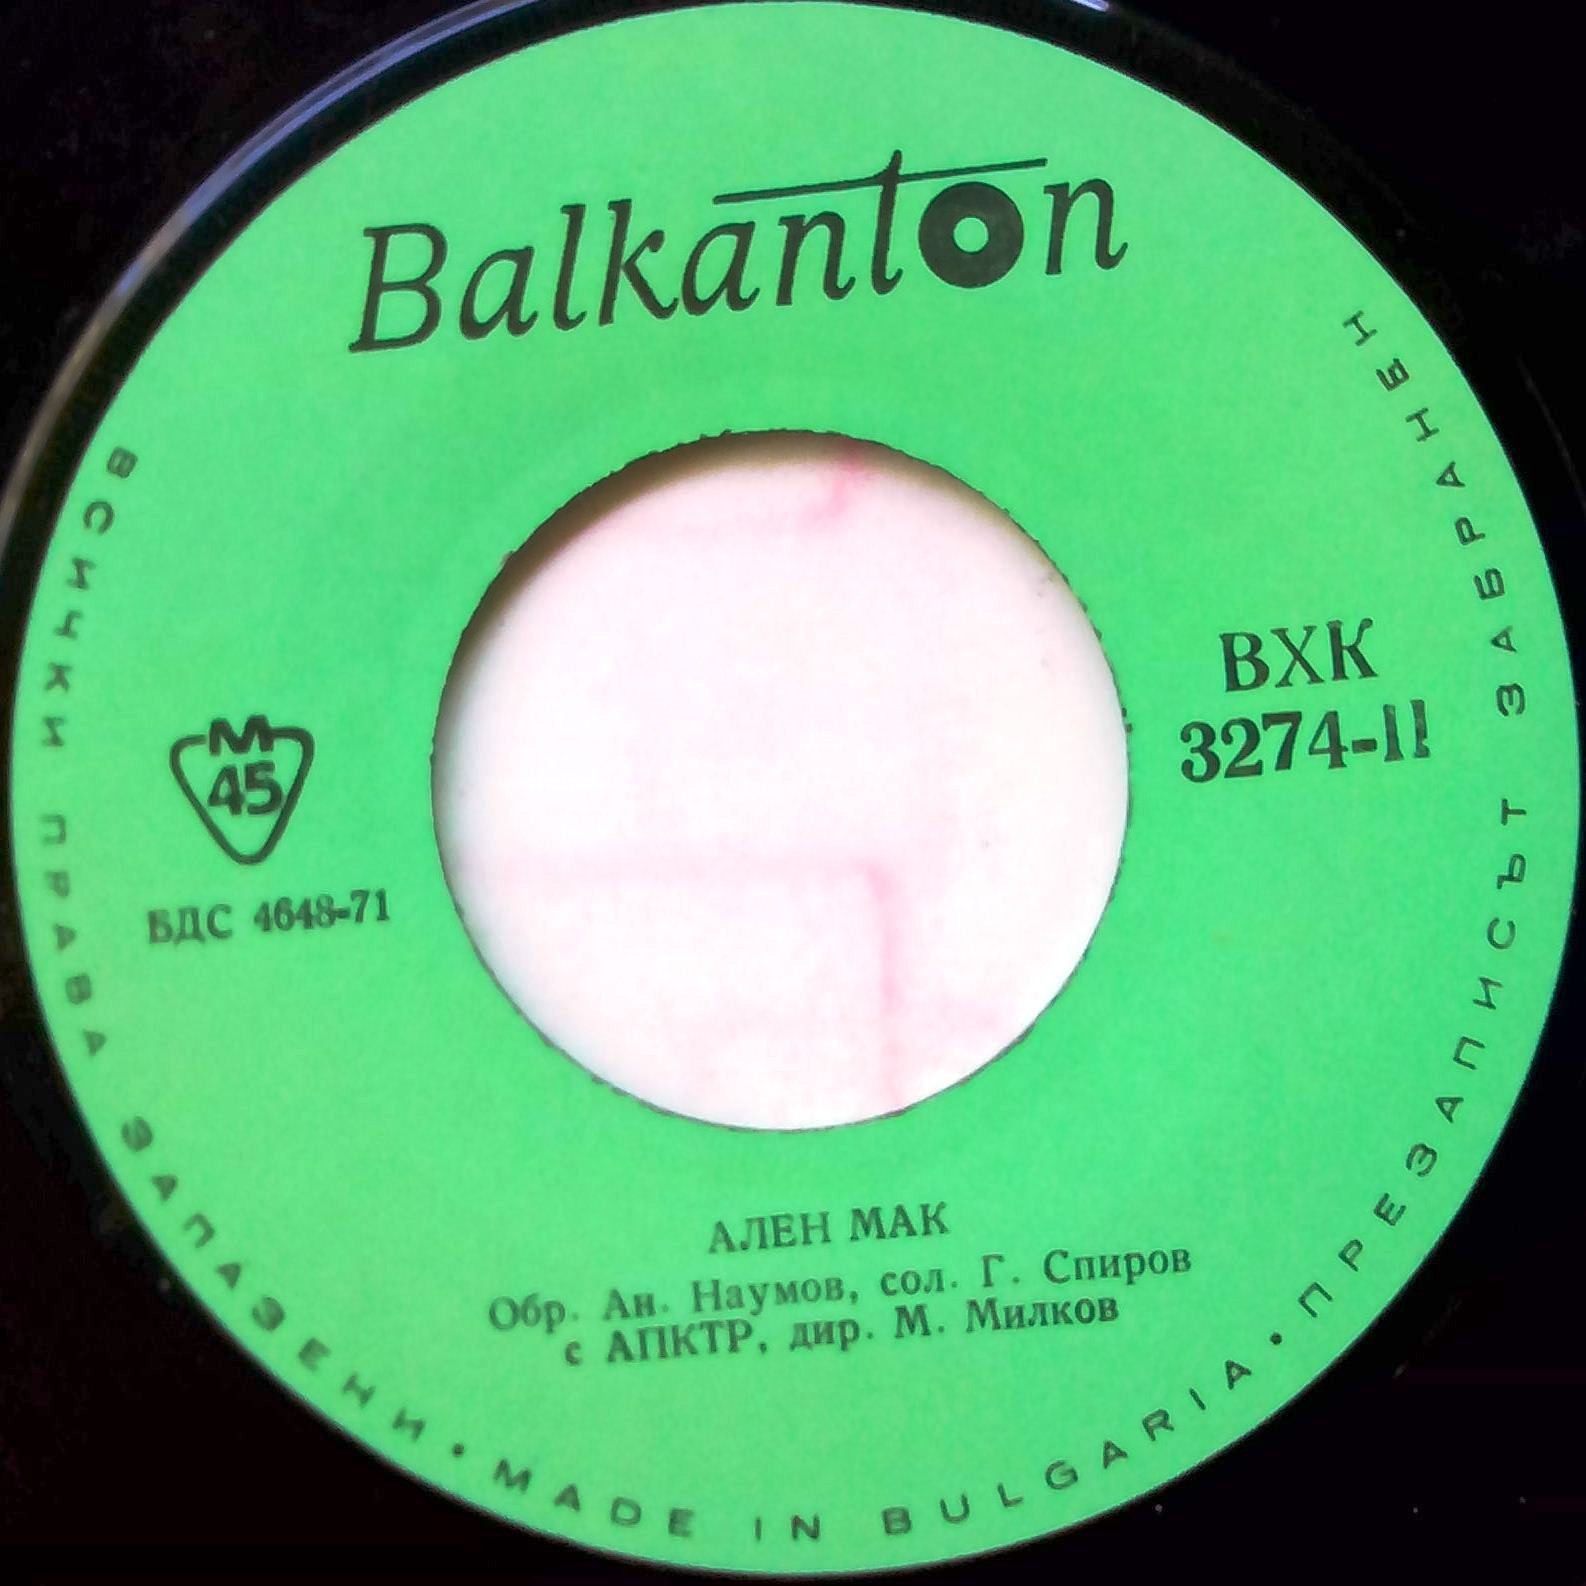 Balkanton
ВСИЧКИ ПРАВА ЗАПАЗЕНИ • MADE IN BULGARIA • ПРЕЗАПИСЪТ ЗАБРАНЕН
ВХК
3274-II
М
45
БДС 4648-71
АЛЕН МАК
Обр. Ан. Наумов, сол. Г. Спиров
с АПКТР, дир. М. Милков